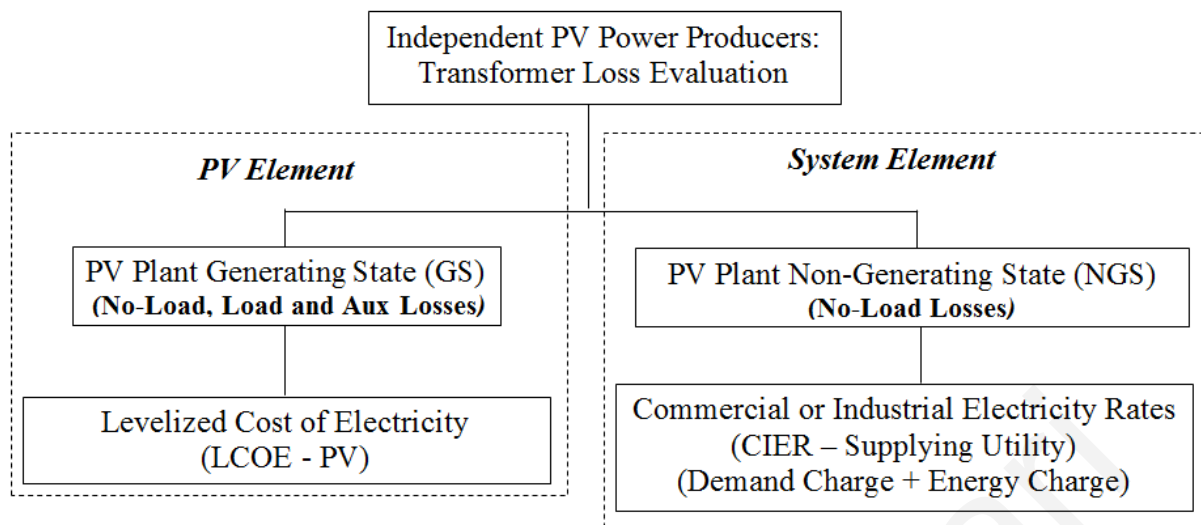 Independent PV Power Producers:
Transformer Loss Evaluation
PV Element
PV Plant Generating State (GS)
(No-Load, Load and Aux Losses)
Levelized Cost of Electricity
(LCOE - PV)
System Element
PV Plant Non-Generating State (NGS)
(No-Load Losses)
Commercial or Industrial Electricity Rates
(CIER – Supplying Utility)
(Demand Charge + Energy Charge)